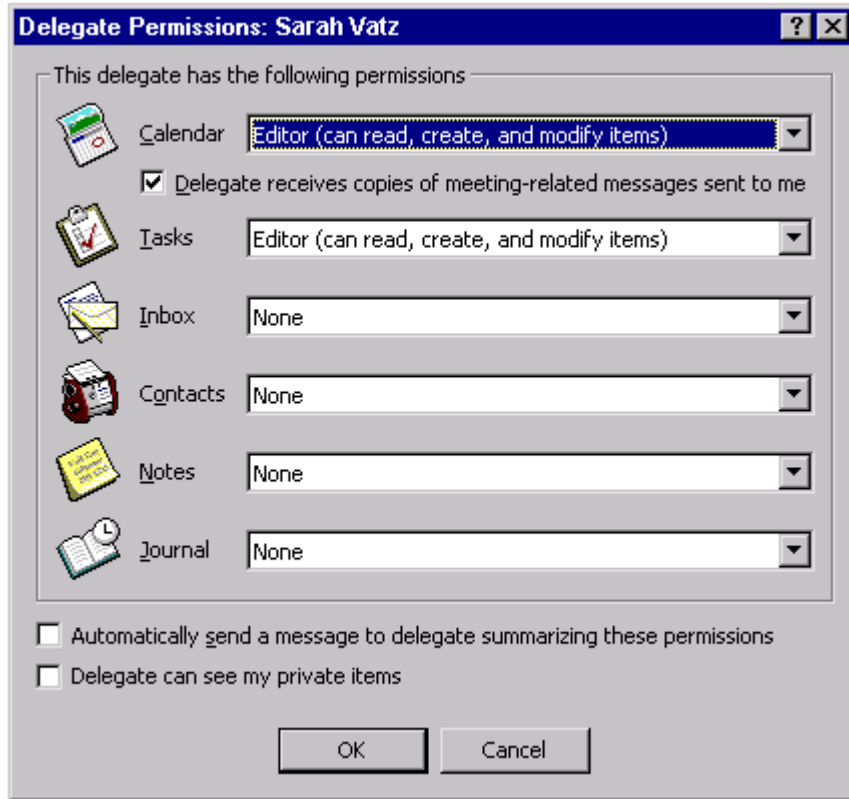 Delegate Permissions: Sarah Vatz
This delegate has the following permissions
Calendar Editor (can read, create, and modify items)
Delegate receives copies of meeting-related messages sent to me
Tasks Editor (can read, create, and modify items)
Inbox None
Contacts None
Notes None
Journal None
Automatically send a message to delegate summarizing these permissions
Delegate can see my private items
OK Cancel